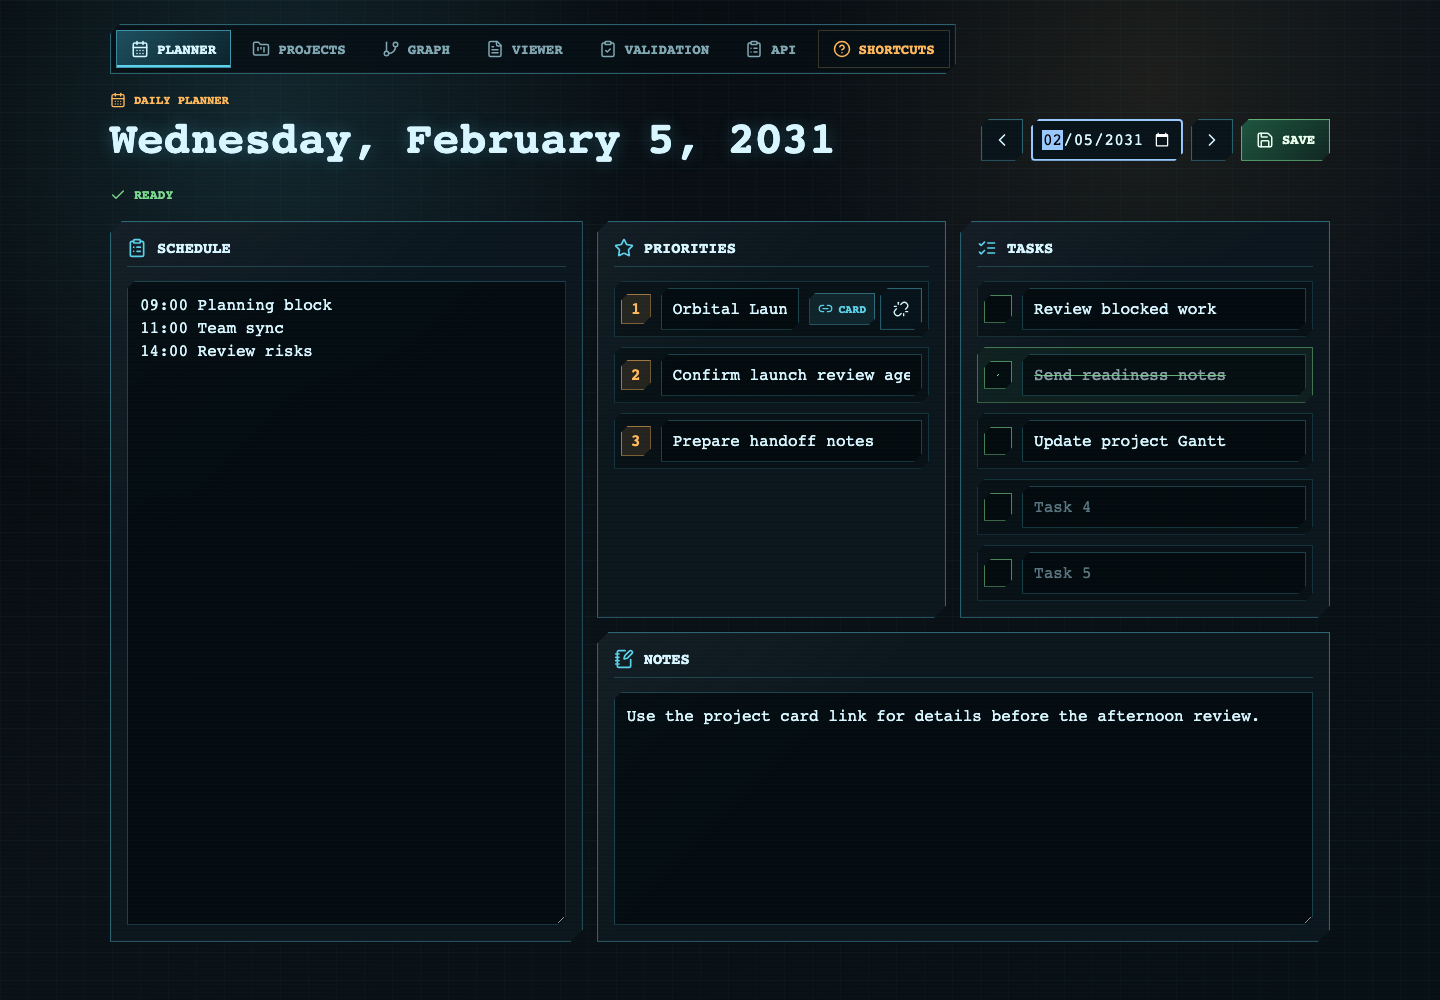 PLANNER PROJECTS GRAPH VIEWER VALIDATION API SHORTCUTS
DAILY PLANNER
Wednesday, February 5, 2031
02/05/2031
SAVE
READY
SCHEDULE
09:00 Planning block
11:00 Team sync
14:00 Review risks
PRIORITIES
1 Orbital Laun CARD
2 Confirm launch review age
3 Prepare handoff notes
TASKS
Review blocked work
Send readiness notes
Update project Gantt
Task 4
Task 5
NOTES
Use the project card link for details before the afternoon review.